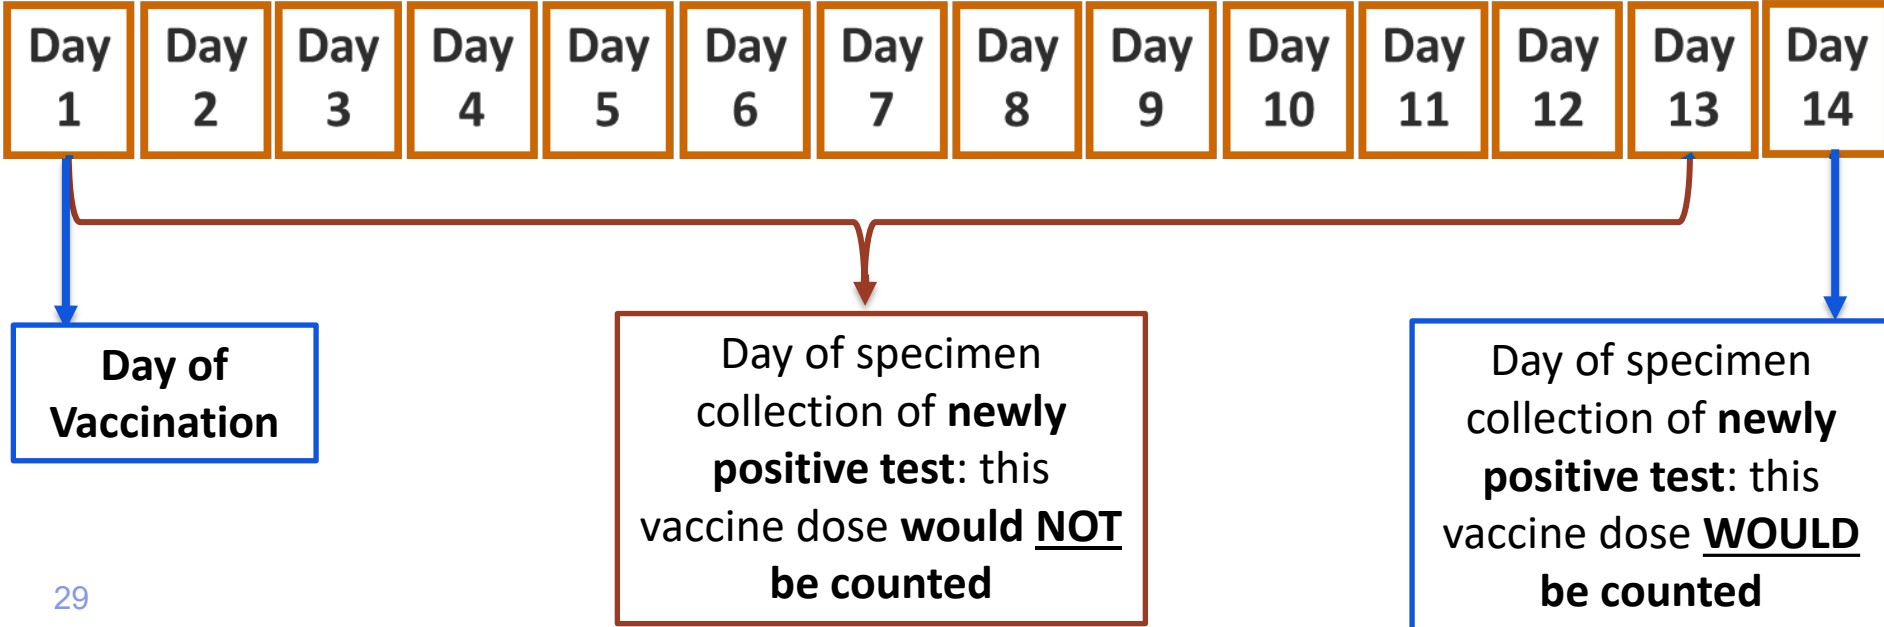 Day Day Day Day Day Day Day Day Day Day Day Day Day Day
1 2 3 4 5 6 7 8 9 10 11 12 13 14
Day of
Vaccination
Day of specimen
collection of newly
positive test: this
vaccine dose would NOT
be counted
Day of specimen
collection of newly
positive test: this
vaccine dose WOULD
be counted
29